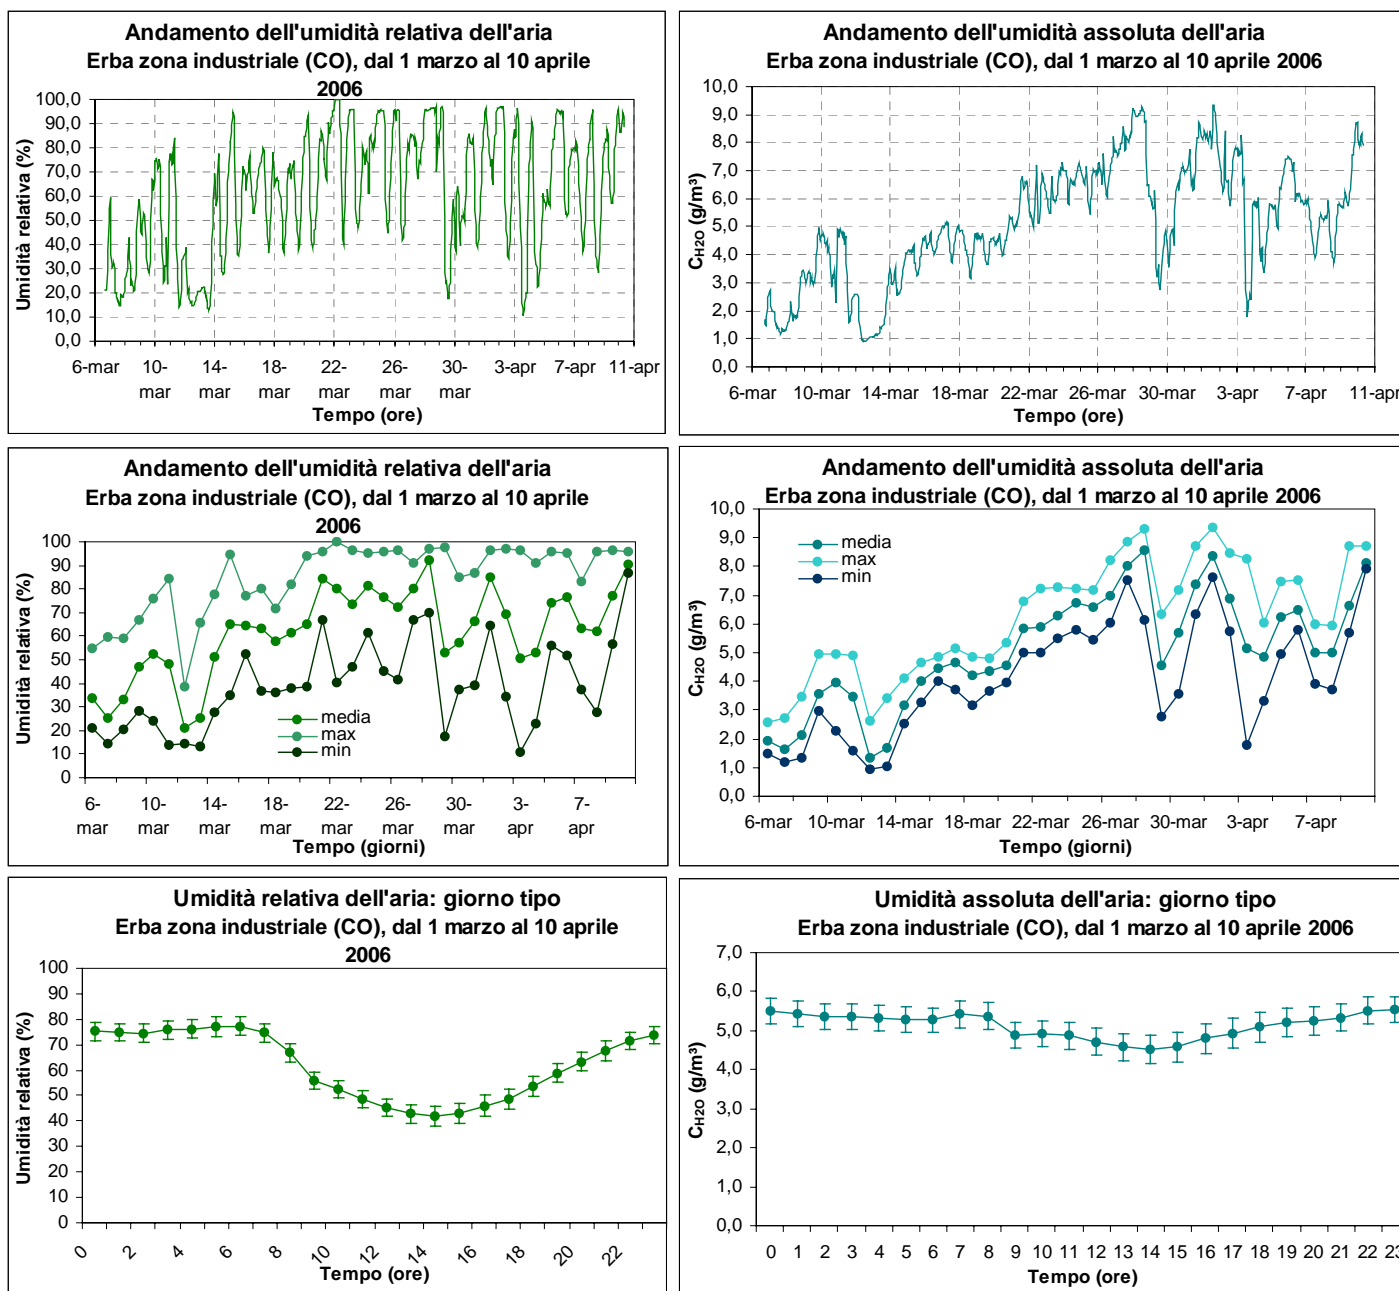 Andamento dell'umidità relativa dell'aria
Erba zona industriale (CO), dal 1 marzo al 10 aprile
2006
Umidità relativa (%)
100,0
90,0
80,0
70,0
60,0
50,0
40,0
30,0
20,0
10,0
0,0
6-mar 10-mar 14-mar 18-mar 22-mar 26-mar 30-mar 3-apr 7-apr 11-apr
Tempo (ore)
Andamento dell'umidità assoluta dell'aria
Erba zona industriale (CO), dal 1 marzo al 10 aprile 2006
CH2O (g/m³)
10,0
9,0
8,0
7,0
6,0
5,0
4,0
3,0
2,0
1,0
0,0
6-mar 10-mar 14-mar 18-mar 22-mar 26-mar 30-mar 3-apr 7-apr 11-apr
Tempo (ore)
Andamento dell'umidità relativa dell'aria
Erba zona industriale (CO), dal 1 marzo al 10 aprile
2006
Umidità relativa (%)
100
90
80
70
60
50
40
30
20
10
0
media
max
min
6-mar 10-mar 14-mar 18-mar 22-mar 26-mar 30-mar 3-apr 7-apr
Tempo (giorni)
Andamento dell'umidità assoluta dell'aria
Erba zona industriale (CO), dal 1 marzo al 10 aprile 2006
CH2O (g/m³)
10,0
9,0
8,0
7,0
6,0
5,0
4,0
3,0
2,0
1,0
0,0
media
max
min
6-mar 10-mar 14-mar 18-mar 22-mar 26-mar 30-mar 3-apr 7-apr
Tempo (giorni)
Umidità relativa dell'aria: giorno tipo
Erba zona industriale (CO), dal 1 marzo al 10 aprile
2006
Umidità relativa (%)
100
90
80
70
60
50
40
30
20
10
0
0 2 4 6 8 10 12 14 16 18 20 22
Tempo (ore)
Umidità assoluta dell'aria: giorno tipo
Erba zona industriale (CO), dal 1 marzo al 10 aprile 2006
CH2O (g/m³)
7,0
6,0
5,0
4,0
3,0
2,0
1,0
0,0
0 1 2 3 4 5 6 7 8 9 10 11 12 13 14 15 16 17 18 19 20 21 22 23
Tempo (ore)